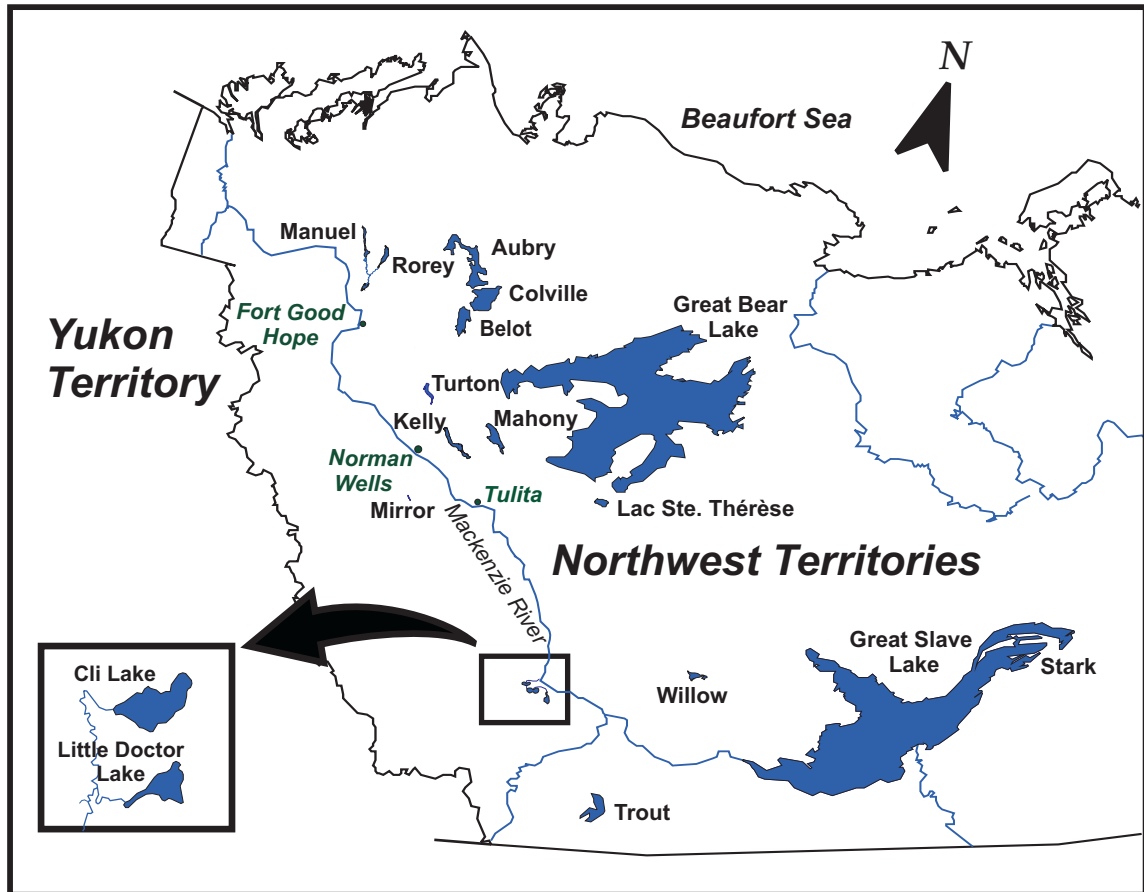 N
Beaufort Sea
Manuel
Rorey
Aubry
Colville
Belot
Great Bear
Lake
Fort Good
Hope
Yukon
Territory
Turton
Kelly
Mahony
Norman
Wells
Mirror
Tulita
Lac Ste. Thérèse
Mackenzie River
Northwest Territories
Great Slave
Lake
Stark
Willow
Cli Lake
Little Doctor
Lake
Trout